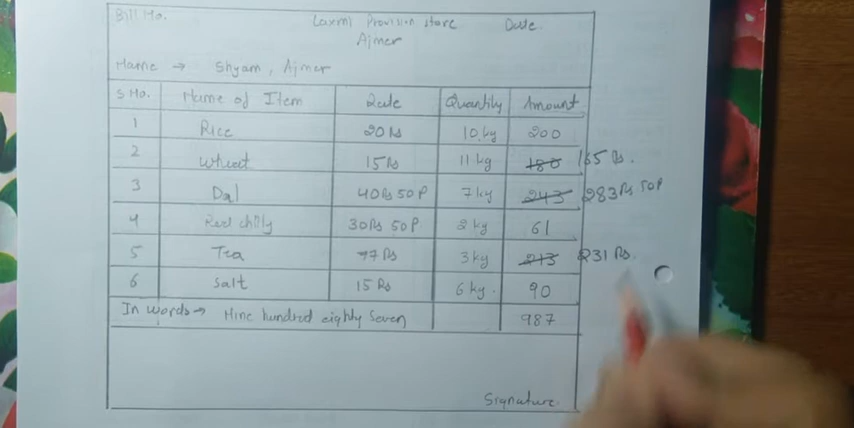 Bill No. Laxmi Provision store Date
Ajmer
Name → Shyam, Ajmer
S No. Name of Item Rate Quantity Amount
1 Rice 20 Rs 10 kg 200
2 Wheat 15 Rs 11 kg 180 165 Rs.
3 Dal 40 Rs 50 P 7 kg 243 283 Rs 50P
4 Red chilly 30 Rs 50 P 2 kg 61
5 Tea 77 Rs 3 kg 213 231 Rs.
6 Salt 15 Rs 6 kg. 90
In words → Nine hundred eighty Seven 987
Signature.